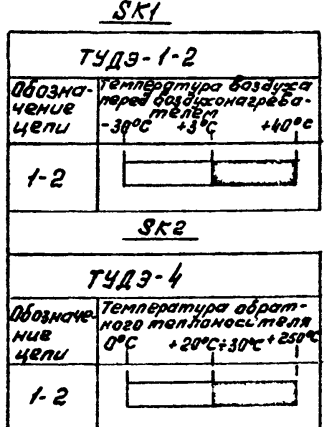 SK1
ТУДЭ-1-2
Обозна-
чение
цепи
Температура воздуха
перед воздухонагрева-
телем
-30°С +3°С +40°С
1-2
SK2
ТУДЭ-4
Обозначе-
ние
цепи
Температура обрат-
ного теплоносителя
0°С +20°С÷30°С +250°С
1-2